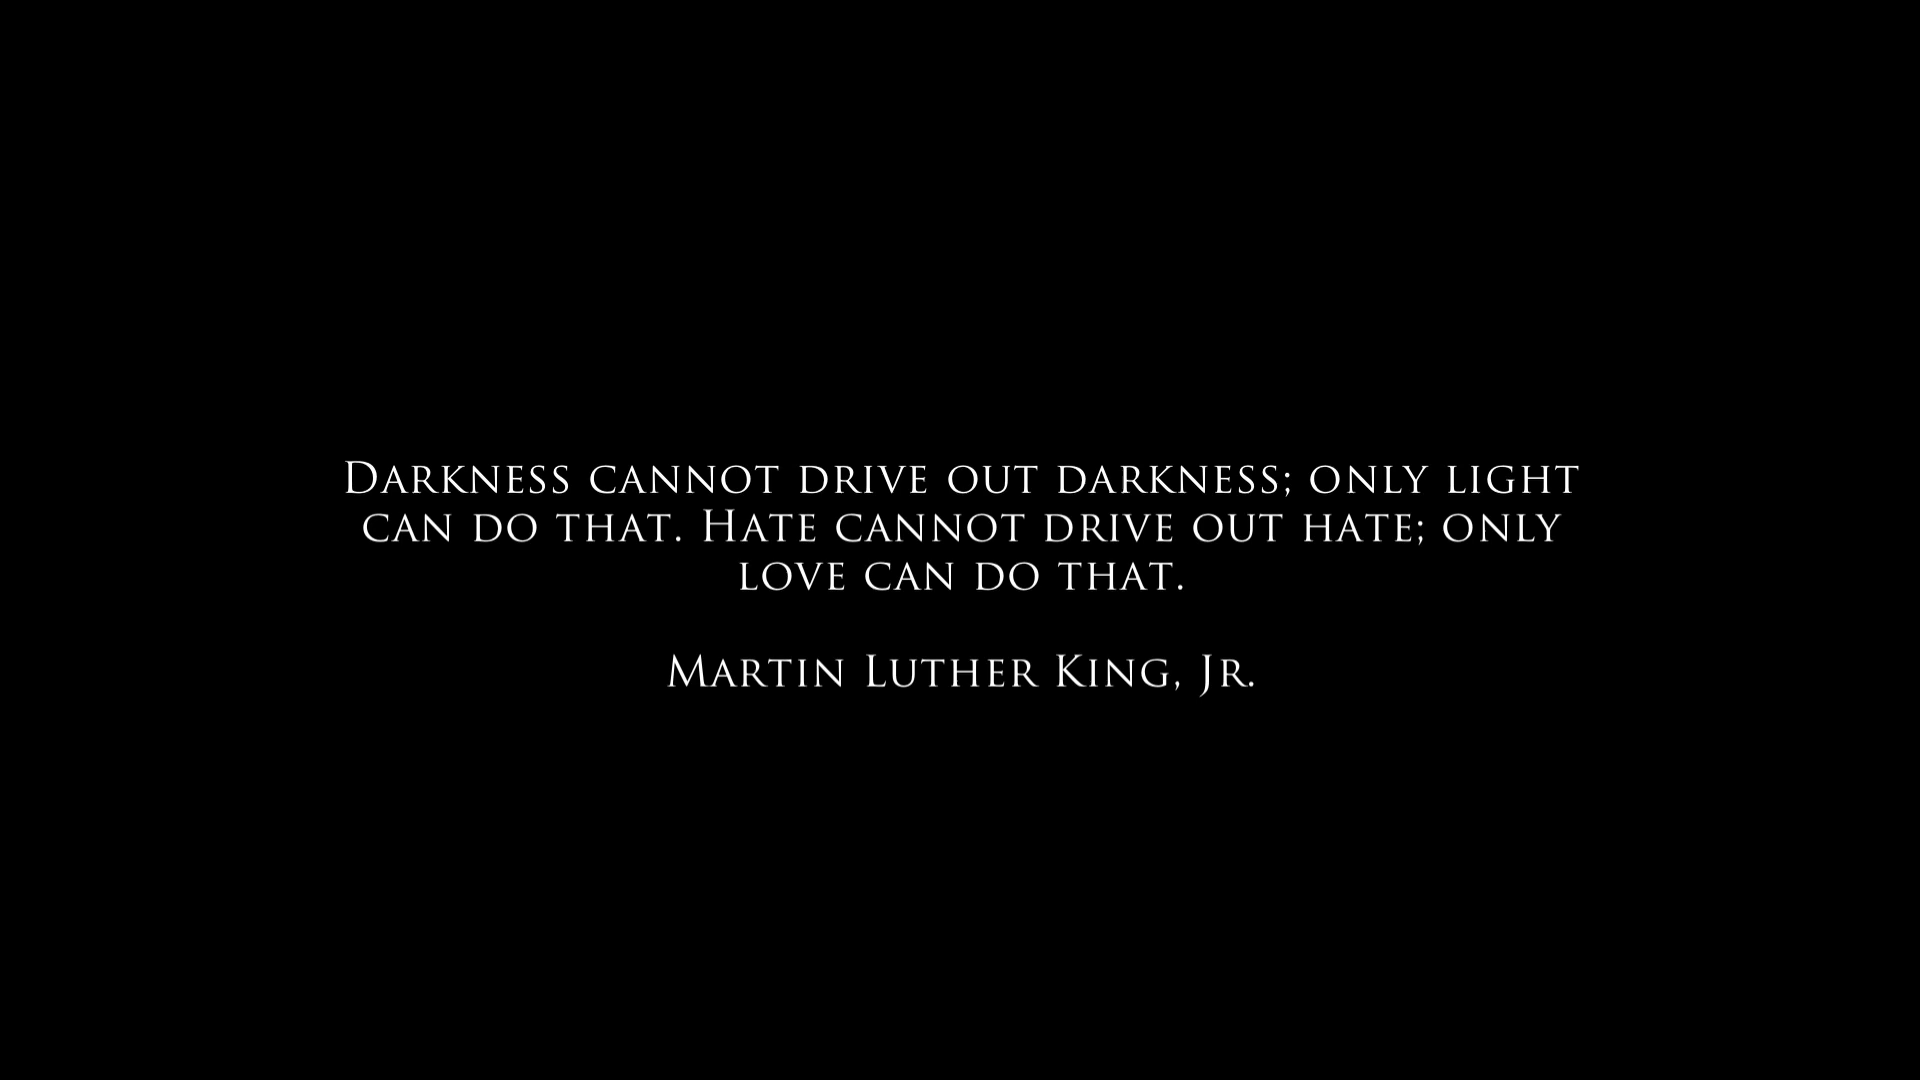 Darkness cannot drive out darkness; only light
can do that. Hate cannot drive out hate; only
love can do that.
Martin Luther King, Jr.